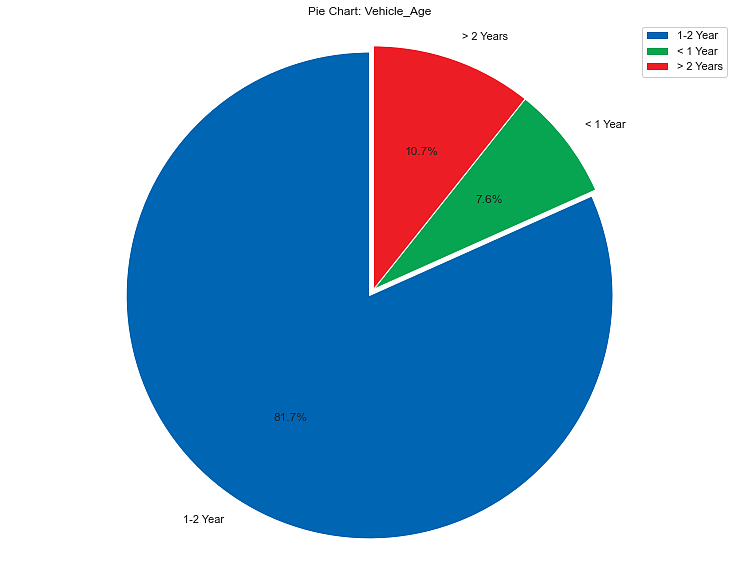 Pie Chart: Vehicle_Age
> 2 Years
1-2 Year
< 1 Year
> 2 Years
< 1 Year
10.7%
7.6%
81.7%
1-2 Year